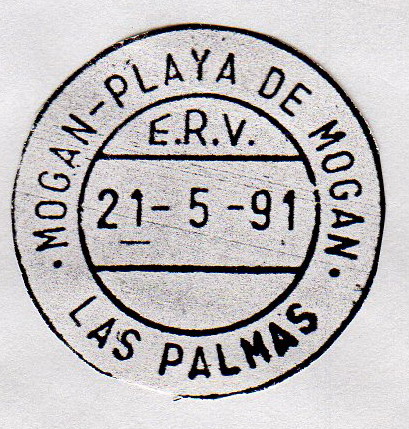 ·MOGAN-PLAYA DE MOGAN·
E.R.V.
21- 5 -91
LAS PALMAS